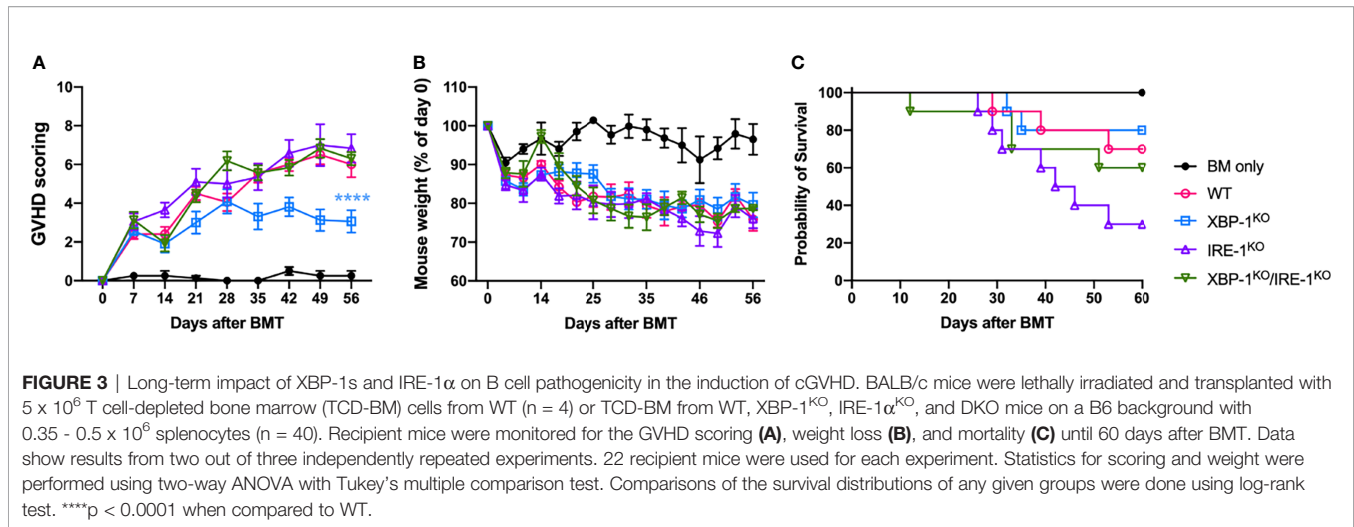 A
GVHD scoring
10
8
6
4
2
0
****
0 7 14 21 28 35 42 49 56
Days after BMT
B
Mouse weight (% of day 0)
110
100
90
80
70
60
0 14 25 35 46 56
Days after BMT
C
Probability of Survival
100
80
60
40
20
0
0 10 20 30 40 50 60
Days after BMT
BM only
WT
XBP-1ᴷᴼ
IRE-1ᴷᴼ
XBP-1ᴷᴼ/IRE-1ᴷᴼ
FIGURE 3 | Long-term impact of XBP-1s and IRE-1α on B cell pathogenicity in the induction of cGVHD. BALB/c mice were lethally irradiated and transplanted with
5 x 10⁶ T cell-depleted bone marrow (TCD-BM) cells from WT (n = 4) or TCD-BM from WT, XBP-1ᴷᴼ, IRE-1αᴷᴼ, and DKO mice on a B6 background with
0.35 - 0.5 x 10⁶ splenocytes (n = 40). Recipient mice were monitored for the GVHD scoring (A), weight loss (B), and mortality (C) until 60 days after BMT. Data
show results from two out of three independently repeated experiments. 22 recipient mice were used for each experiment. Statistics for scoring and weight were
performed using two-way ANOVA with Tukey's multiple comparison test. Comparisons of the survival distributions of any given groups were done using log-rank
test. ****p < 0.0001 when compared to WT.